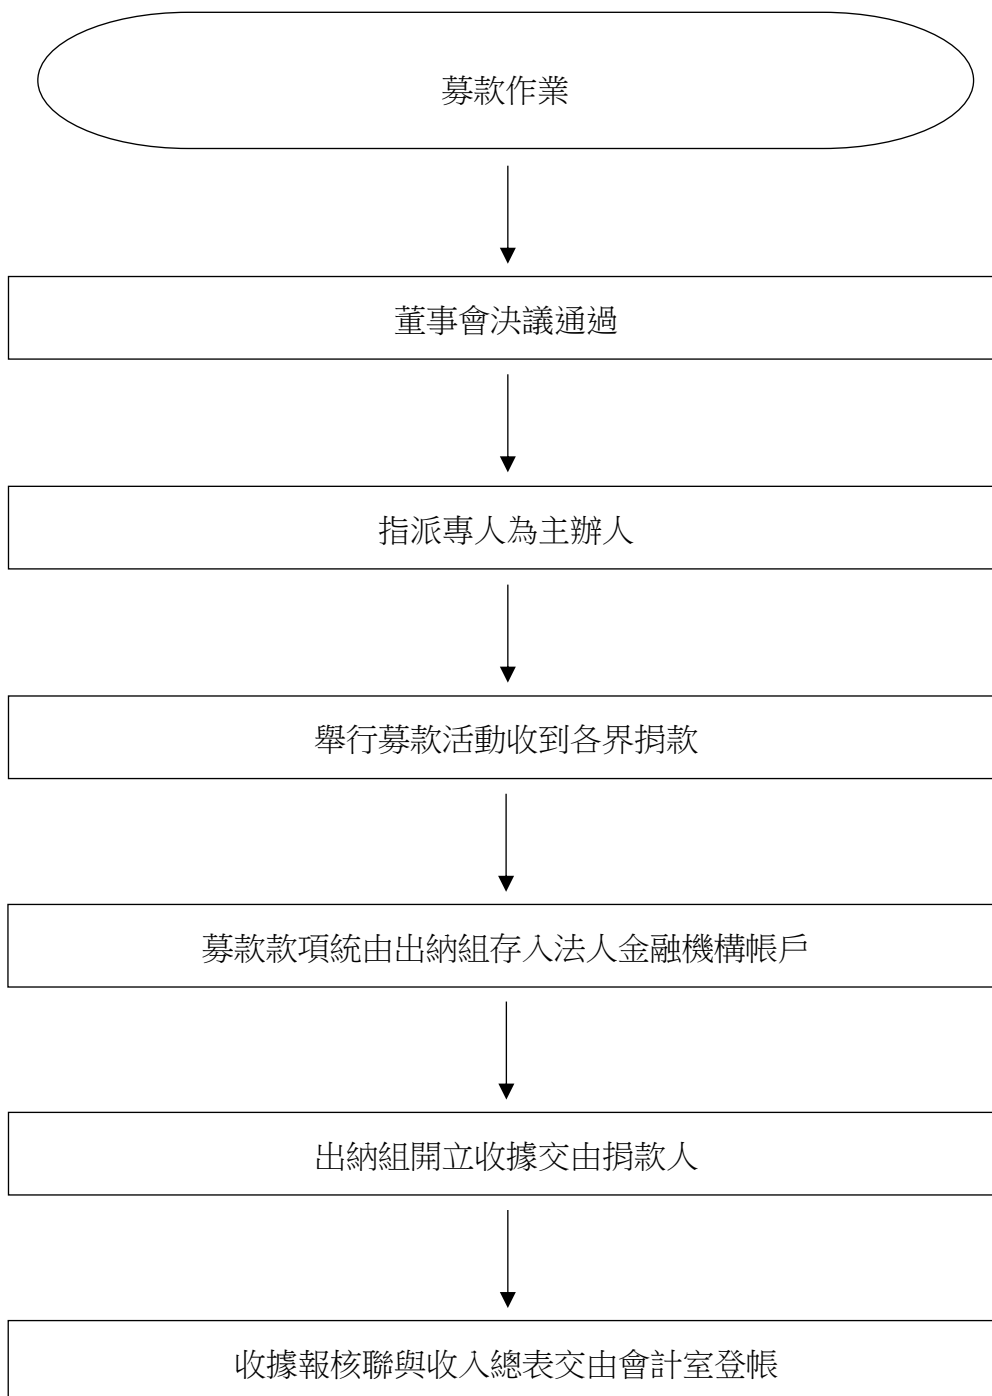 募款作業
董事會決議通過
指派專人為主辦人
舉行募款活動收到各界捐款
募款款項統由出納組存入法人金融機構帳戶
出納組開立收據交由捐款人
收據報核聯與收入總表交由會計室登帳